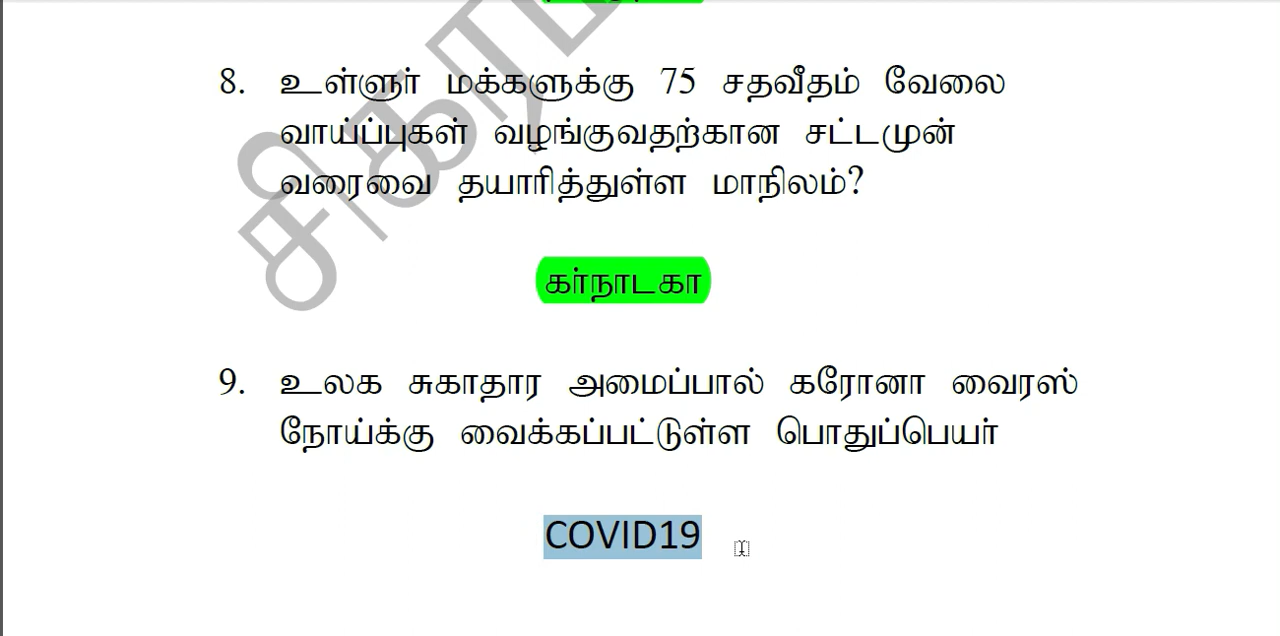 8. உள்ளுர் மக்களுக்கு 75 சதவீதம் வேலை
வாய்ப்புகள் வழங்குவதற்கான சட்டமுன்
வரைவை தயாரித்துள்ள மாநிலம்?
கர்நாடகா
9. உலக சுகாதார அமைப்பால் கரோனா வைரஸ்
நோய்க்கு வைக்கப்பட்டுள்ள பொதுப்பெயர்
COVID19